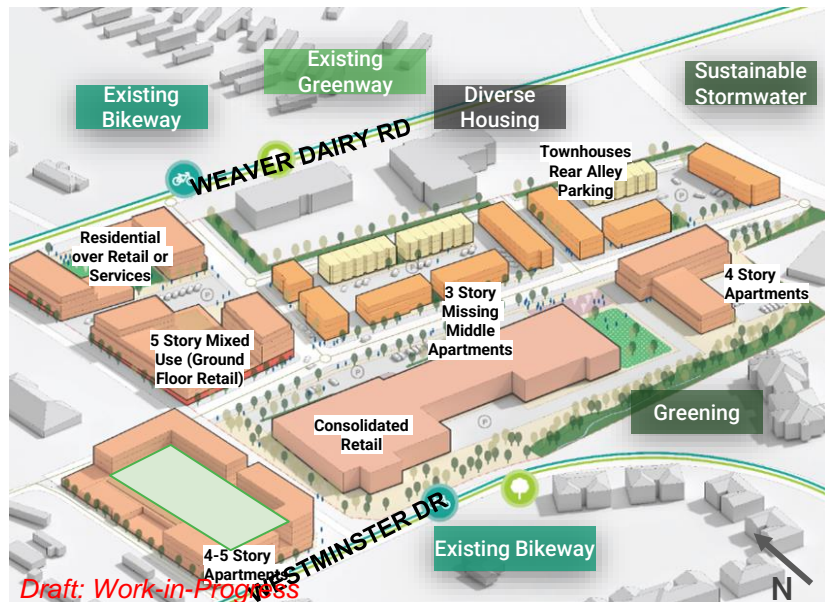 Existing
Greenway
Sustainable
Stormwater
Existing
Bikeway
Diverse
Housing
WEAVER DAIRY RD
Townhouses
Rear Alley
Parking
P
Residential
over Retail or
Services
P
P
4 Story
Apartments
3 Story
Missing
Middle
Apartments
5 Story Mixed
Use (Ground
Floor Retail)
P
Consolidated
Retail
P
Greening
WESTMINSTER DR
Existing Bikeway
4-5 Story
Apartments
Draft: Work-in-Progress
N